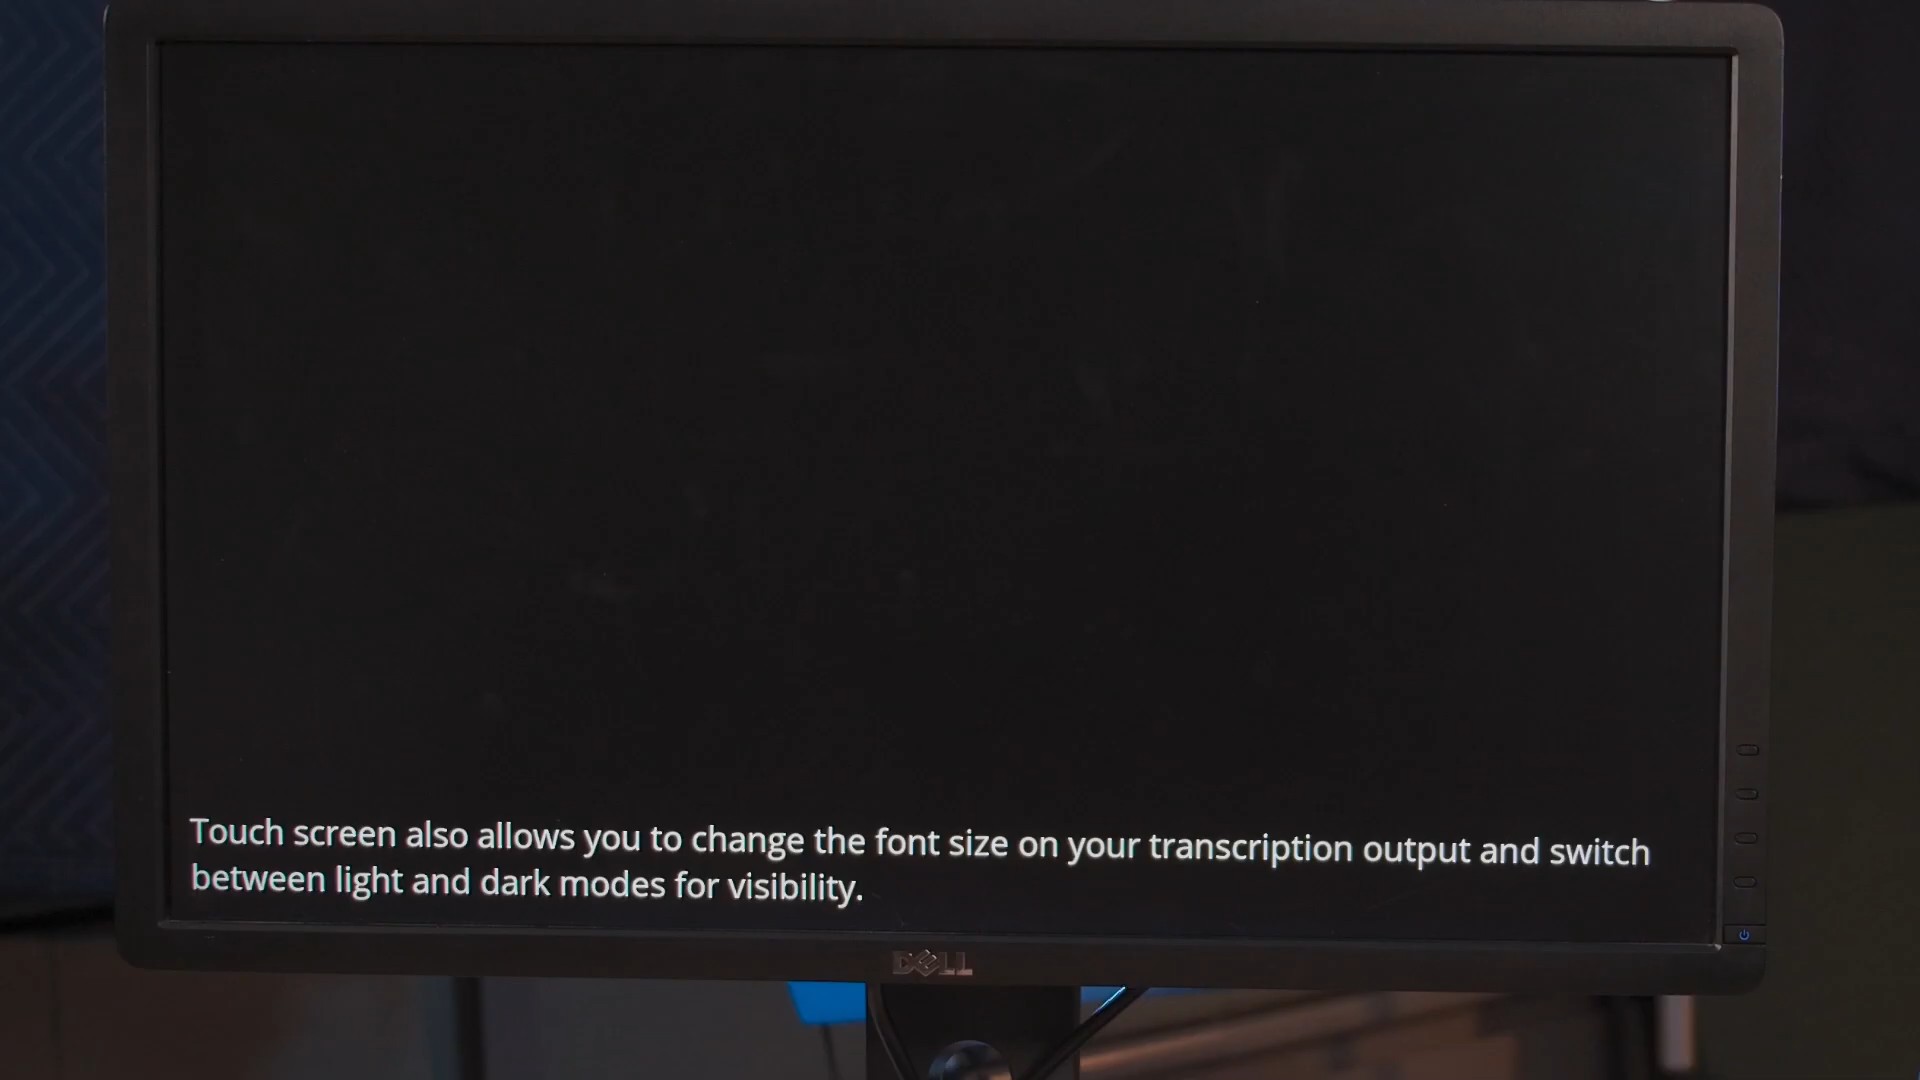 Touch screen also allows you to change the font size on your transcription output and switch
between light and dark modes for visibility.
DELL